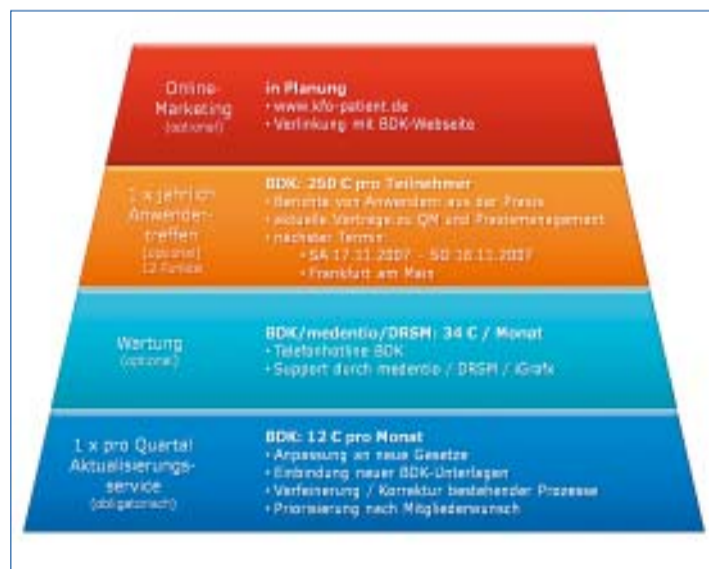 Online-
Marketing
(optional)
in Planung
• www.kfo-patient.de
• Verlinkung mit BDK-Webseite
1 x jährlich
Anwender-
treffen
(optional)
12 Punkte
BDK: 250 € pro Teilnehmer
• Berichte von Anwendern aus der Praxis
• aktuelle Vorträge zu QM und Praxismanagement
• nächster Termin:
• SA 17.11.2007 - SO 18.11.2007
• Frankfurt am Main
Wartung
(optional)
BDK/medentio/DRSM: 34 € / Monat
• Telefonhotline BDK
• Support durch medentio / DRSM / iGrafx
1 x pro Quartal
Aktualisierungs-
service
(obligatorisch)
BDK: 12 € pro Monat
• Anpassung an neue Gesetze
• Einbindung neuer BDK-Unterlagen
• Verfeinerung / Korrektur bestehender Prozesse
• Priorisierung nach Mitgliederwunsch